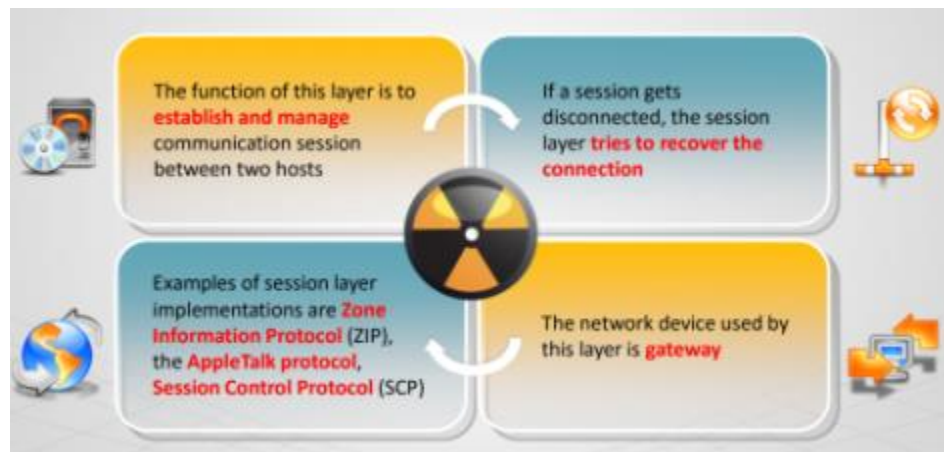 The function of this layer is to
establish and manage
communication session
between two hosts
If a session gets
disconnected, the session
layer tries to recover the
connection
Examples of session layer
implementations are Zone
Information Protocol (ZIP),
the AppleTalk protocol,
Session Control Protocol (SCP)
The network device used by
this layer is gateway